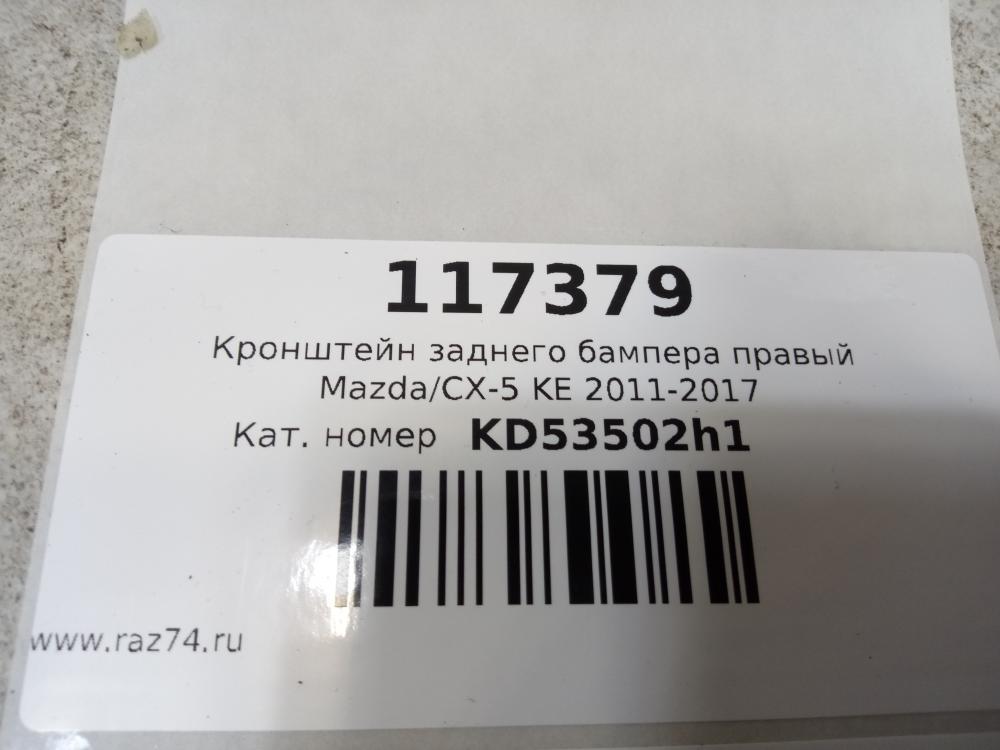 117379
Кронштейн заднего бампера правый
Mazda/CX-5 KE 2011-2017
Кат. номер KD53502h1
www.raz74.ru